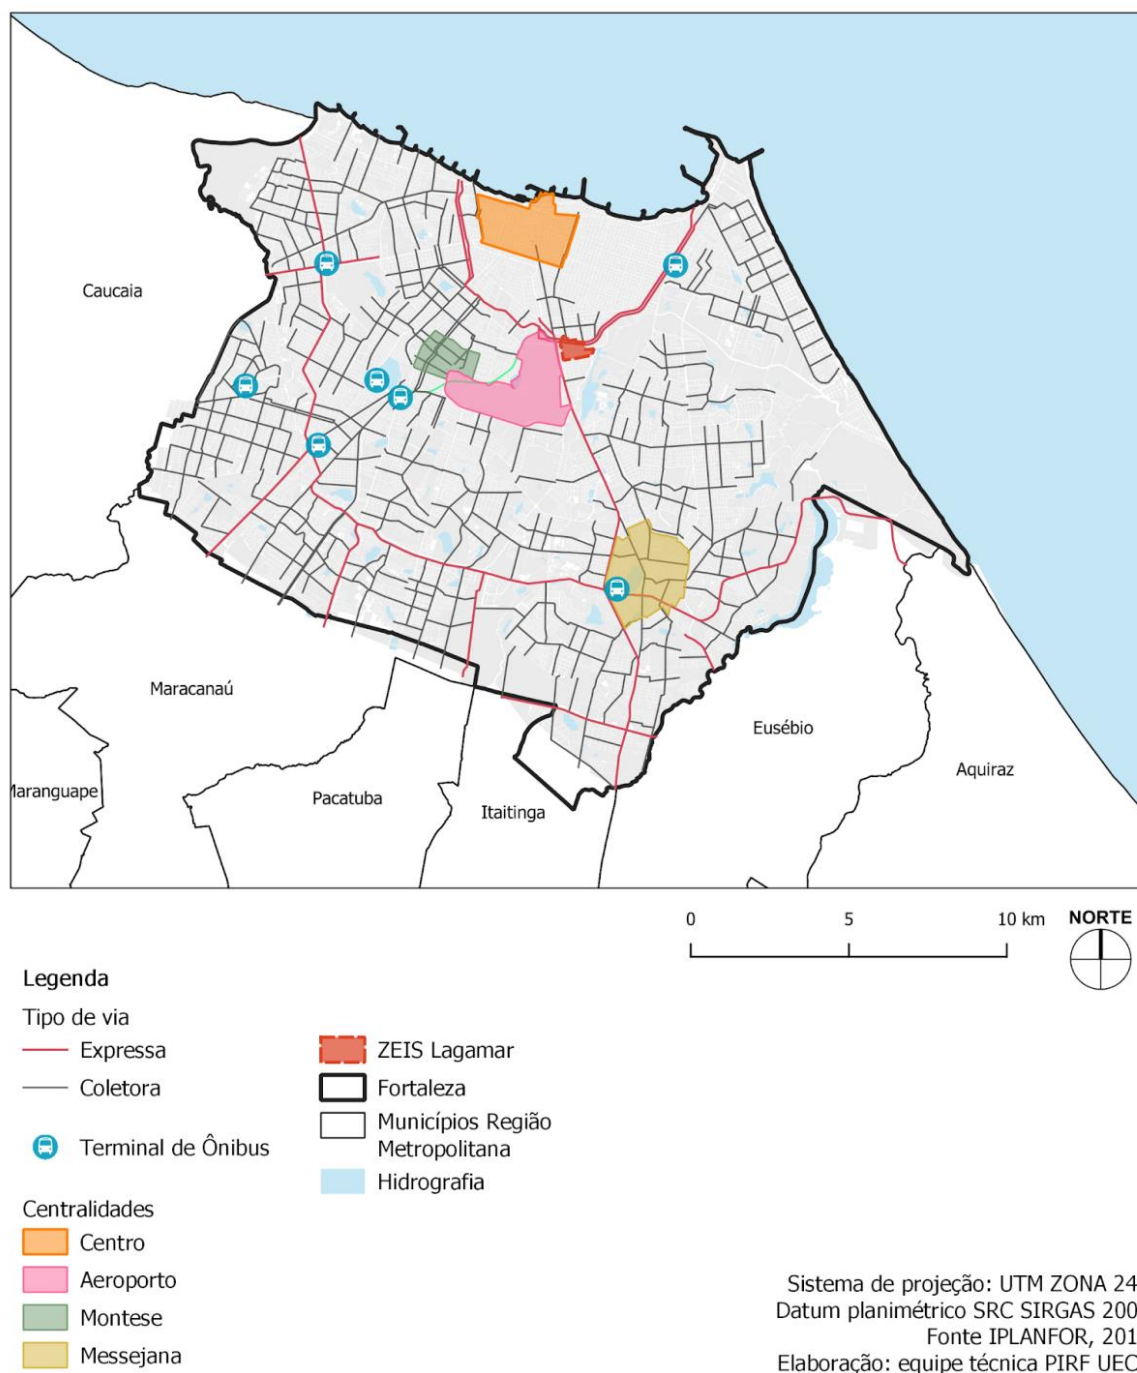 Caucaia
Maracanaú
Maranguape
Pacatuba
Itaitinga
Eusébio
Aquiraz
0 5 10 km
NORTE
Legenda
Tipo de via
Expressa
Coletora
Terminal de Ônibus
Centralidades
Centro
Aeroporto
Montese
Messejana
ZEIS Lagamar
Fortaleza
Municípios Região
Metropolitana
Hidrografia
Sistema de projeção: UTM ZONA 24
Datum planimétrico SRC SIRGAS 200
Fonte IPLANFOR, 201
Elaboração: equipe técnica PIRF UEC